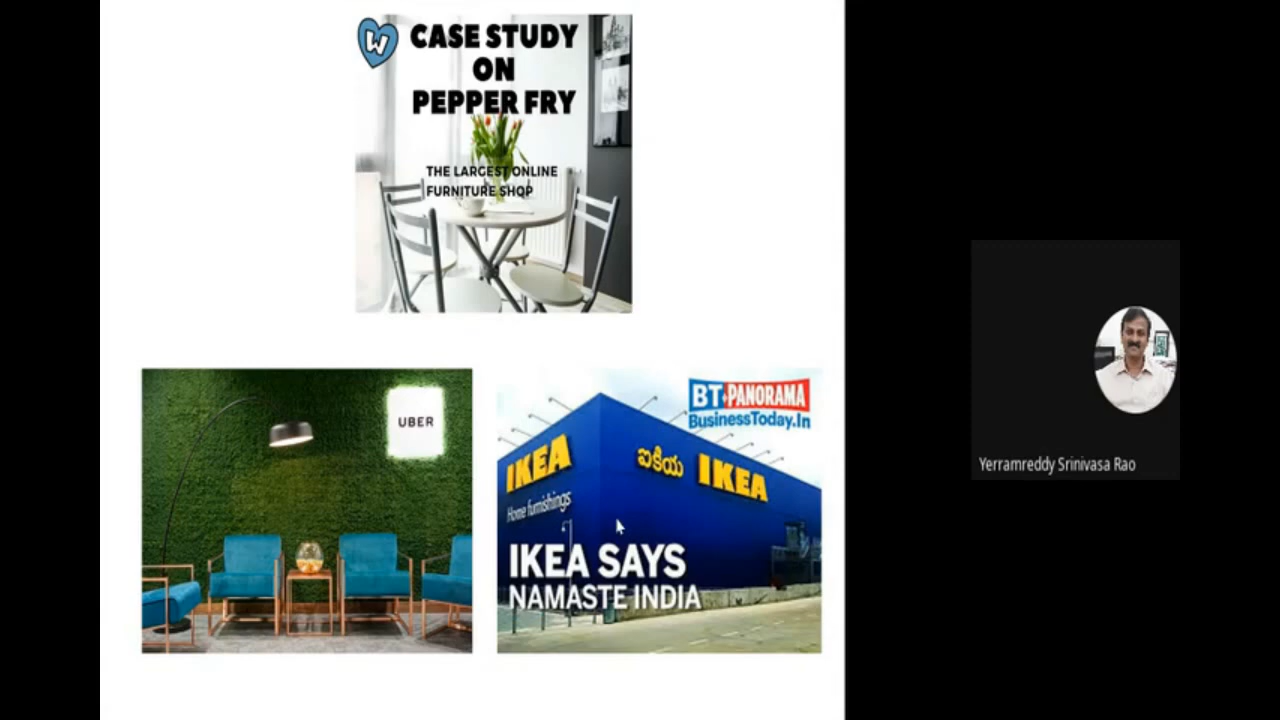 W
CASE STUDY
ON
PEPPER FRY
THE LARGEST ONLINE
FURNITURE SHOP
UBER
BT PANORAMA
BusinessToday.In
IKEA
ఐకియ IKEA
Home furnishings
IKEA SAYS
NAMASTE INDIA
Yerramreddy Srinivasa Rao